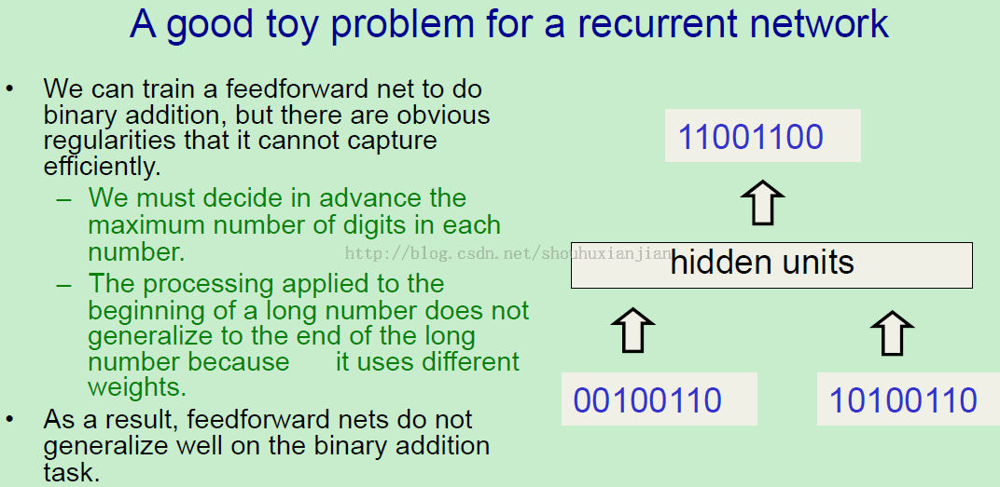 A good toy problem for a recurrent network
• We can train a feedforward net to do
binary addition, but there are obvious
regularities that it cannot capture
efficiently.
– We must decide in advance the
maximum number of digits in each
number.
– The processing applied to the
beginning of a long number does not
generalize to the end of the long
number because it uses different
weights.
• As a result, feedforward nets do not
generalize well on the binary addition
task.
11001100
hidden units
00100110
10100110
http://blog.csdn.net/shouhuxianjian